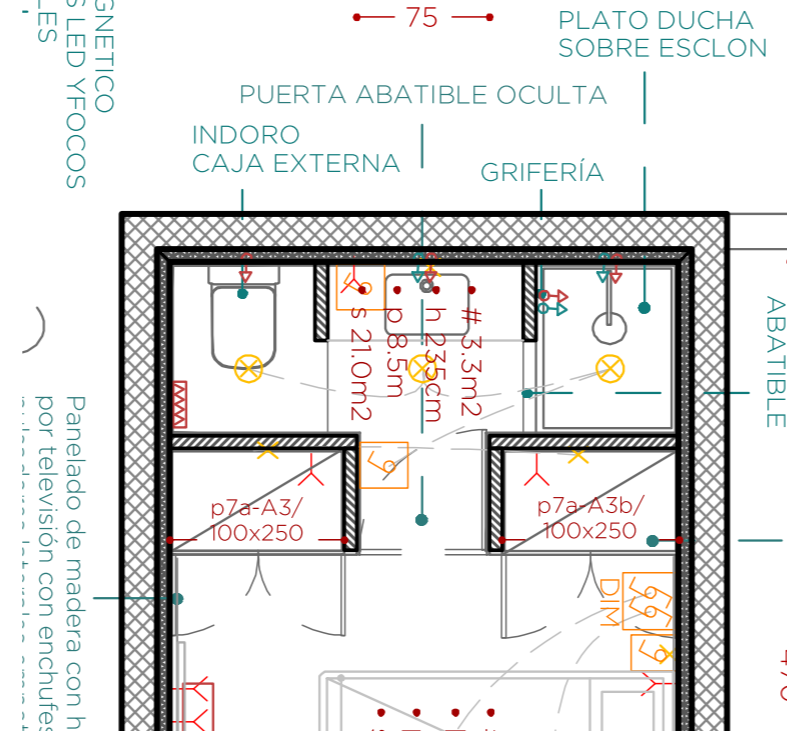 GNETICO
S LED YFOCOS
LES
75
PLATO DUCHA
SOBRE ESCLON
PUERTA ABATIBLE OCULTA
INDORO
CAJA EXTERNA
GRIFERÍA
# 3.3m2
h 235cm
p 8.5m
s 21.0m2
ABATIBLE
Panelado de madera con h
por televisión con enchufes
p7a-A3/
100x250
p7a-A3b/
100x250
DIM